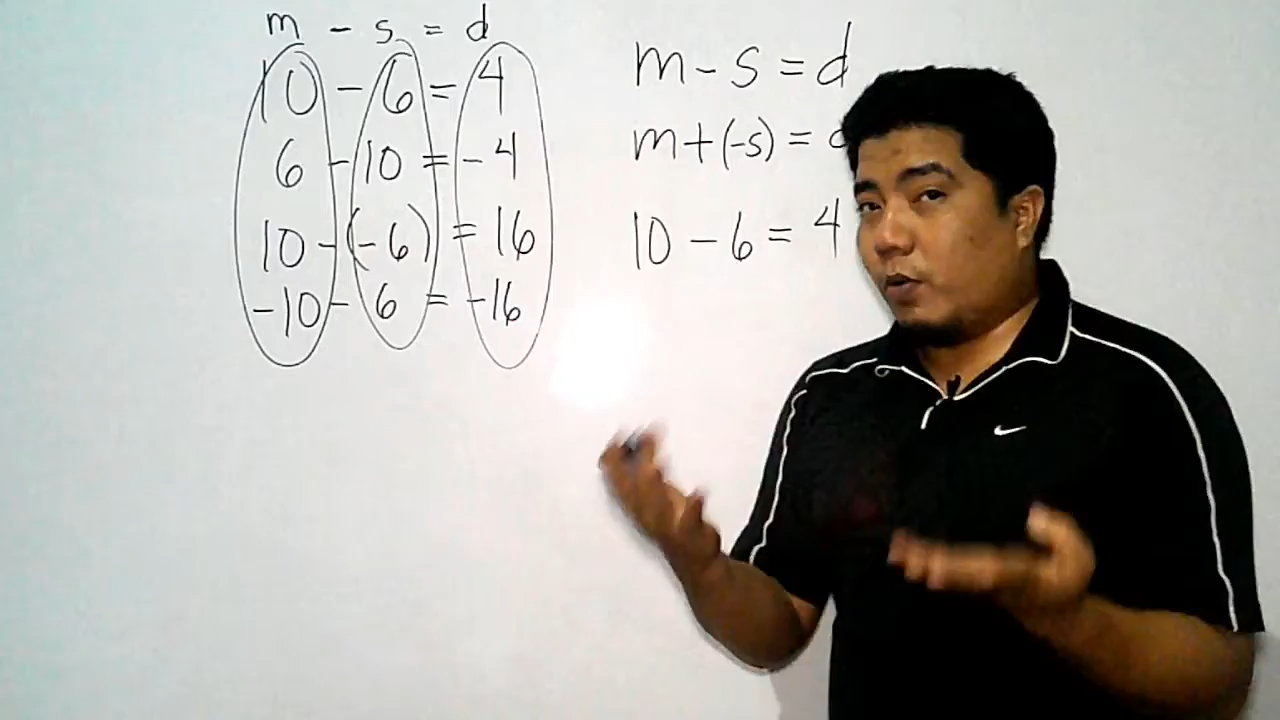 m - s = d
10 - 6 = 4
6 - 10 = -4
10 - (-6) = 16
-10 - 6 = -16
m - s = d
m + (-s) =
10 - 6 = 4